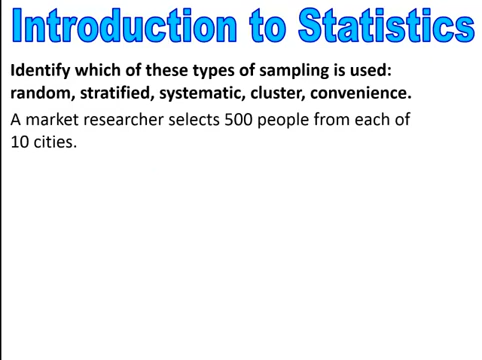 Introduction to Statistics
Identify which of these types of sampling is used:
random, stratified, systematic, cluster, convenience.
A market researcher selects 500 people from each of
10 cities.